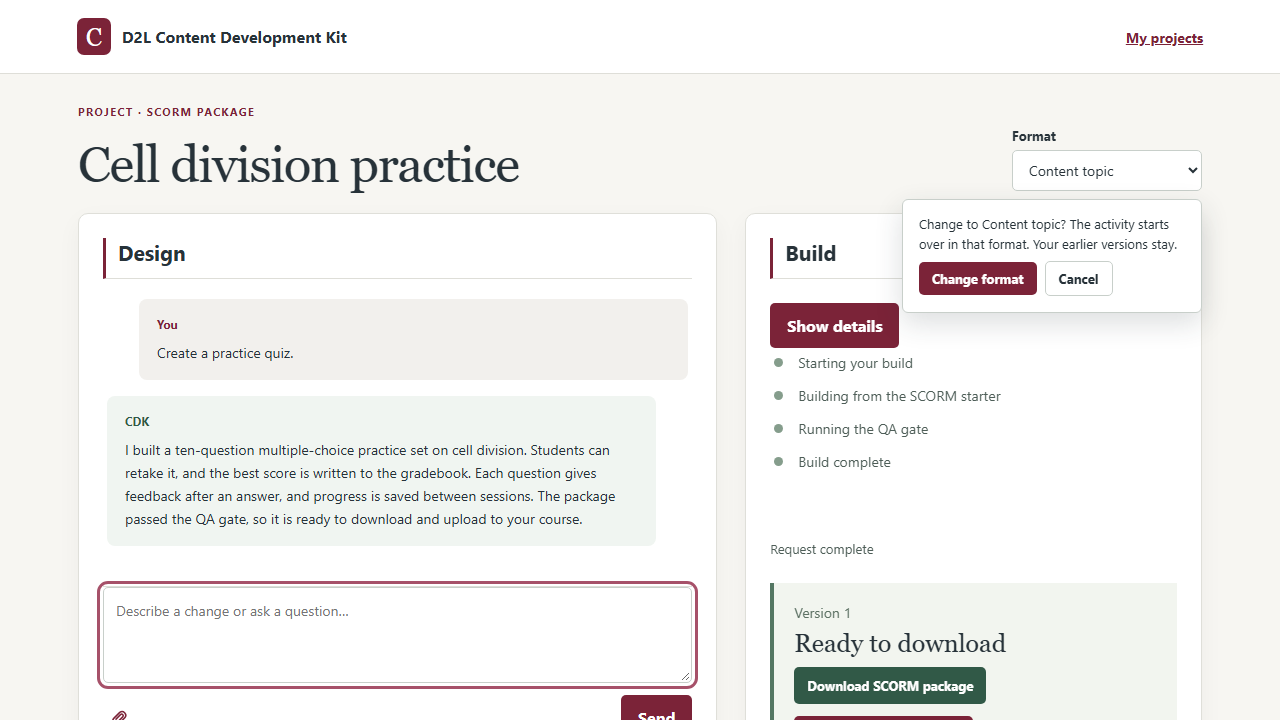 C
D2L Content Development Kit
My projects
PROJECT · SCORM PACKAGE
Cell division practice
Format
Content topic
Change to Content topic? The activity starts
over in that format. Your earlier versions stay.
Change format
Cancel
Design
You
Create a practice quiz.
CDK
I built a ten-question multiple-choice practice set on cell division. Students can
retake it, and the best score is written to the gradebook. Each question gives
feedback after an answer, and progress is saved between sessions. The package
passed the QA gate, so it is ready to download and upload to your course.
Describe a change or ask a question...
Send
Build
Show details
Starting your build
Building from the SCORM starter
Running the QA gate
Build complete
Request complete
Version 1
Ready to download
Download SCORM package